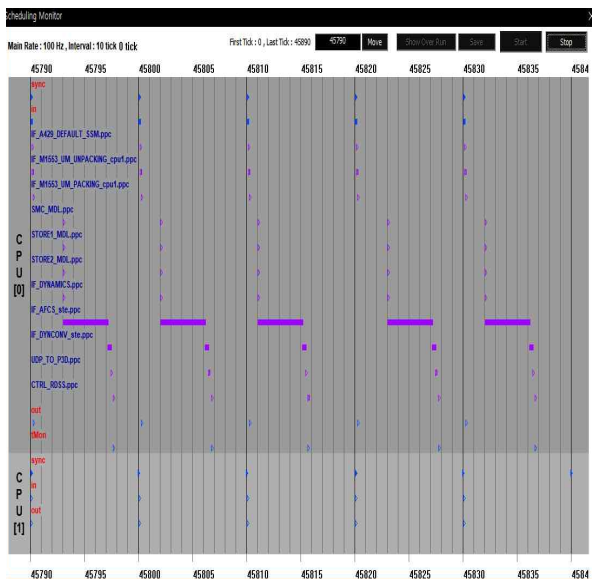 Scheduling Monitor X
Main Rate : 100 Hz , Interval : 10 tick 0 tick First Tick : 0 , Last Tick : 45890 45790 Move Show Over Run Save Start Stop
45790 45795 45800 45805 45810 45815 45820 45825 45830 45835 4584
sync
in
IF_A429_DEFAULT_SSM.ppc
IF_M1553_UM_UNPACKING_cpu1.ppc
IF_M1553_UM_PACKING_cpu1.ppc
SMC_MDL.ppc
STORE1_MDL.ppc
STORE2_MDL.ppc
IF_DYNAMICS.ppc
IF_AFCS_ste.ppc
IF_DYNCONV_ste.ppc
UDP_TO_P3D.ppc
CTRL_RDSS.ppc
out
tMon
CPU [0]
sync
in
out
CPU [1]
45790 45795 45800 45805 45810 45815 45820 45825 45830 45835 4584